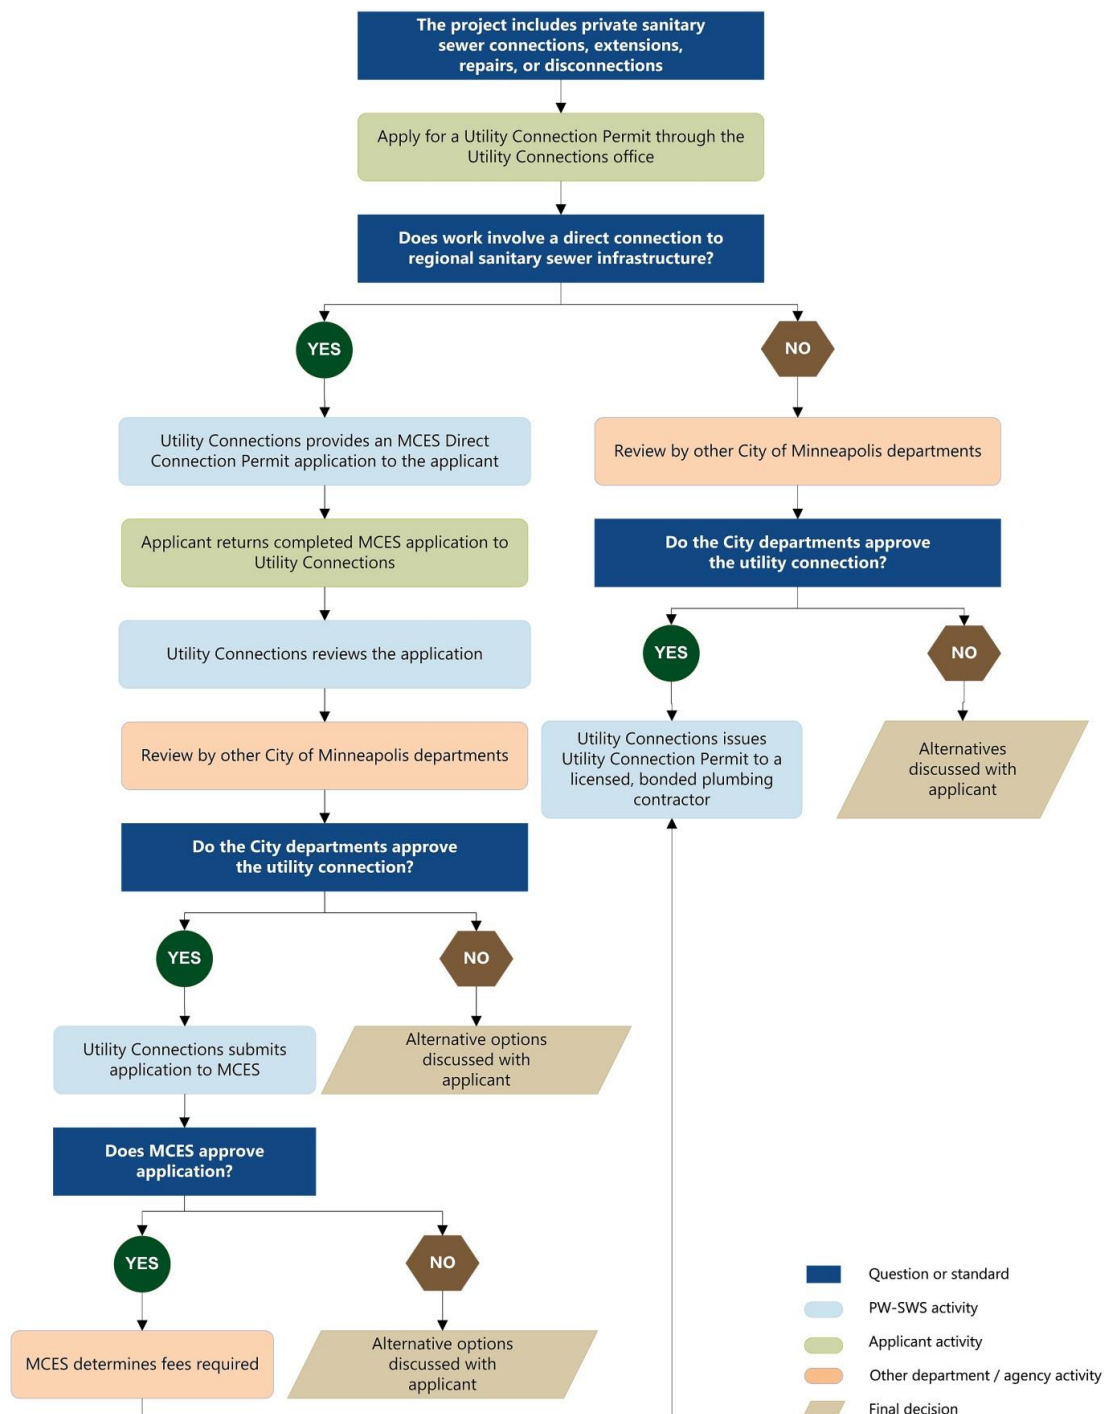 The project includes private sanitary
sewer connections, extensions,
repairs, or disconnections
Apply for a Utility Connection Permit through the
Utility Connections office
Does work involve a direct connection to
regional sanitary sewer infrastructure?
YES
NO
Utility Connections provides an MCES Direct
Connection Permit application to the applicant
Review by other City of Minneapolis departments
Applicant returns completed MCES application to
Utility Connections
Do the City departments approve
the utility connection?
Utility Connections reviews the application
YES
NO
Review by other City of Minneapolis departments
Utility Connections issues
Utility Connection Permit to a
licensed, bonded plumbing
contractor
Alternatives
discussed with
applicant
Do the City departments approve
the utility connection?
YES
NO
Utility Connections submits
application to MCES
Alternative options
discussed with
applicant
Does MCES approve
application?
YES
NO
MCES determines fees required
Alternative options
discussed with
applicant
Question or standard
PW-SWS activity
Applicant activity
Other department / agency activity
Final decision